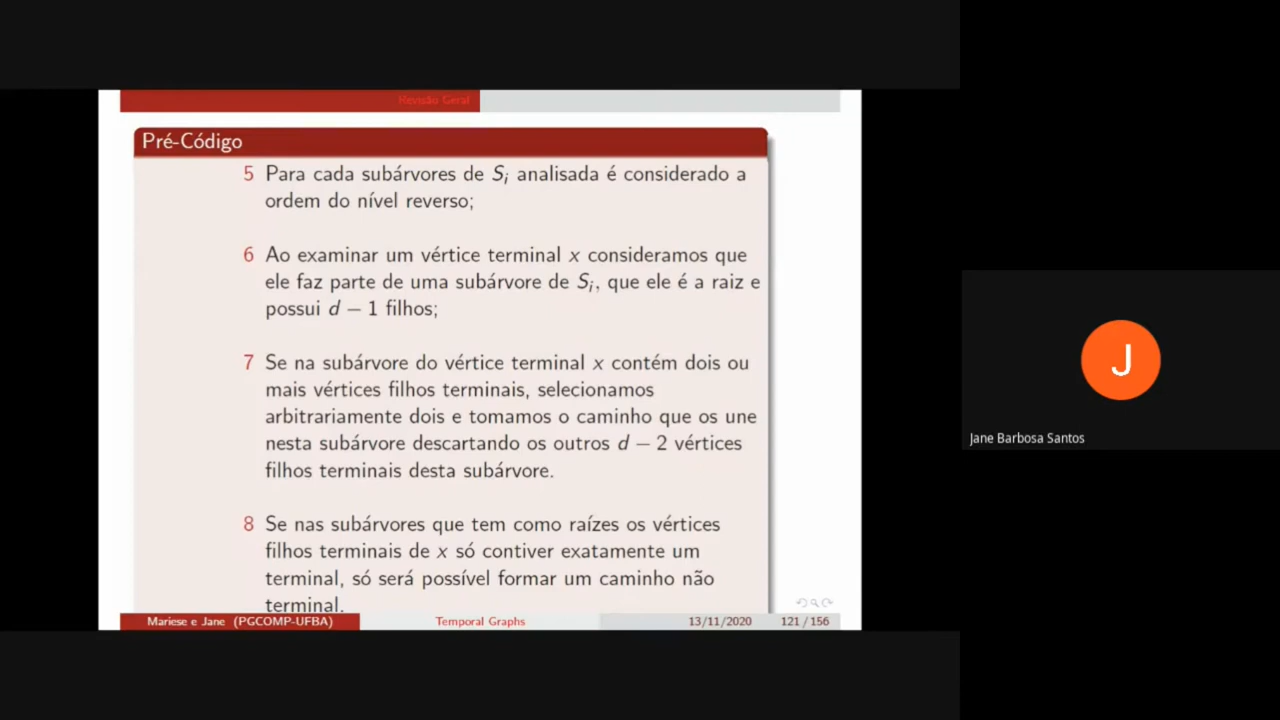 Revisão Geral
Pré-Código
5 Para cada subárvores de Si analisada é considerado a
ordem do nível reverso;
6 Ao examinar um vértice terminal x consideramos que
ele faz parte de uma subárvore de Si, que ele é a raiz e
possui d − 1 filhos;
7 Se na subárvore do vértice terminal x contém dois ou
mais vértices filhos terminais, selecionamos
arbitrariamente dois e tomamos o caminho que os une
nesta subárvore descartando os outros d − 2 vértices
filhos terminais desta subárvore.
8 Se nas subárvores que tem como raízes os vértices
filhos terminais de x só contiver exatamente um
terminal, só será possível formar um caminho não
terminal.
Mariese e Jane (PGCOMP-UFBA) Temporal Graphs 13/11/2020 121 / 156
J
Jane Barbosa Santos